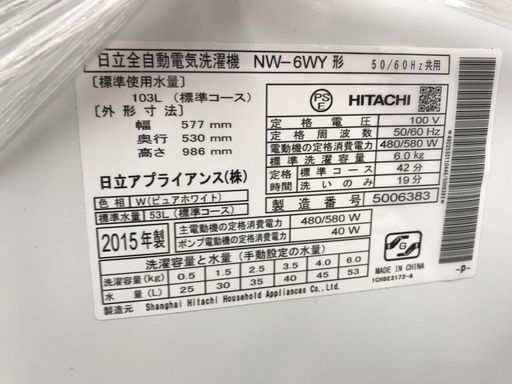 日立全自動電気洗濯機 NW-6WY 形 50/60Hz共用
[標準使用水量]
103L (標準コース)
[外形寸法]
幅 577 mm
奥行 530 mm
高さ 986 mm
日立アプライアンス(株)
色相 W(ピュアホワイト)
標準水量 53L (標準コース)
2015年製
PSE HITACHI
定格電圧 100 V
定格周波数 50/60 Hz
電動機の定格消費電力 480/580 W
標準洗濯容量 6.0 kg
定格時間: 標準コース 42分
洗いのみ 19分
製造番号 5006383
主電動機の定格消費電力 480/580 W
ポンプ電動機の定格消費電力 40 W
洗濯容量と水量 (手動設定の水量)
洗濯容量(kg) 0.5 1.5 2.5 3.5 4.0 6.0
水量(L) 25 30 35 40 45 53
製造元 Shanghai Hitachi Household Appliances Co., Ltd.
G
MADE IN CHINA
1CHSE3172-A
-P-